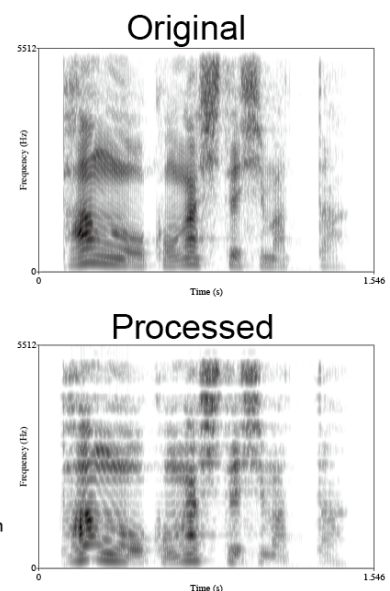 Original
5512
Frequency (Hz)
0
0
1.546
Time (s)
Processed
5512
Frequency (Hz)
0
0
1.546
Time (s)